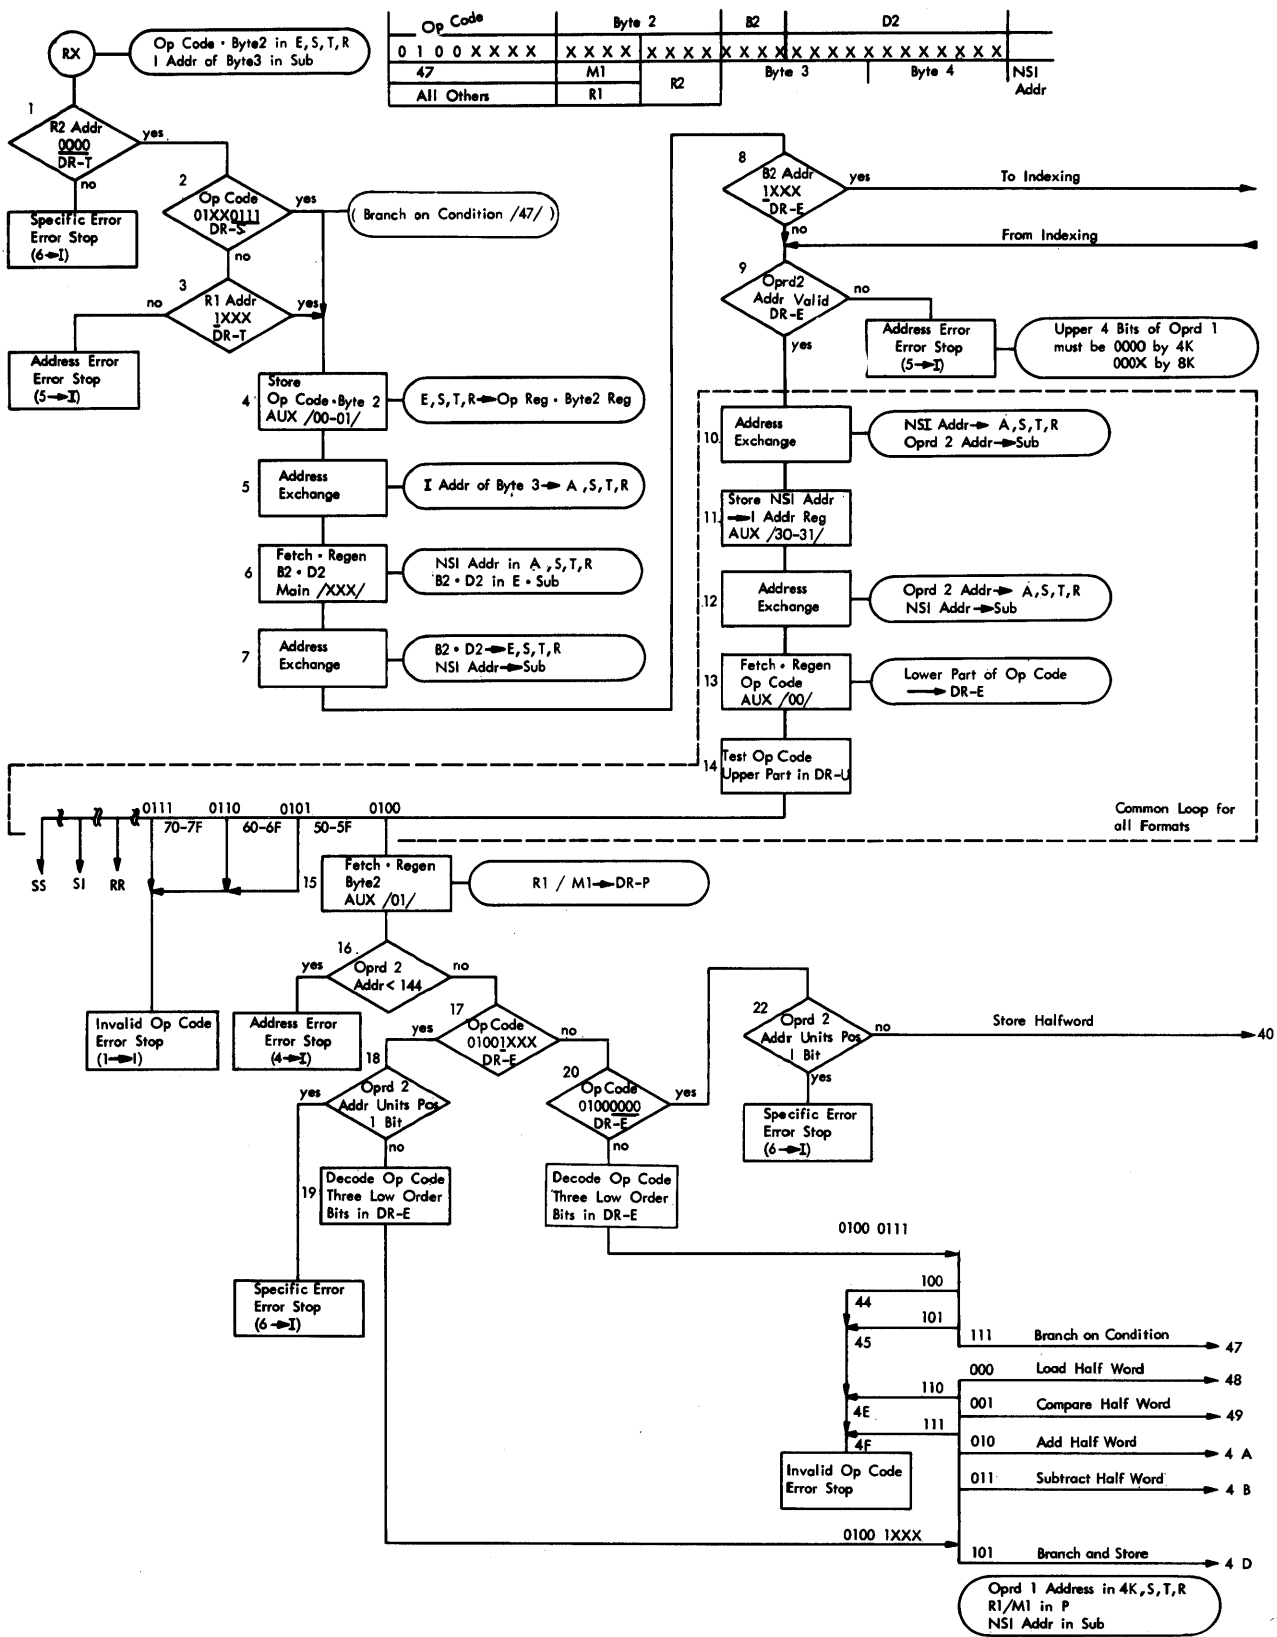 RX
Op Code · Byte2 in E,S,T,R
I Addr of Byte3 in Sub
Op Code Byte 2 B2 D2
0 1 0 0 X X X X X X X X X X X X X X X X X X X X X X X X X X X X
47 M1 R2 Byte 3 Byte 4 NSI
Addr
All Others R1
1
R2 Addr
0000
DR-T
yes
no
Specific Error
Error Stop
(6→I)
2
Op Code
01XX0111
DR-S
yes
no
( Branch on Condition /47/ )
3
R1 Addr
1XXX
DR-T
no
yes
Address Error
Error Stop
(5→I)
4
Store
Op Code·Byte 2
AUX /00-01/
E,S,T,R→Op Reg · Byte2 Reg
5
Address
Exchange
I Addr of Byte 3→ A,S,T,R
6
Fetch · Regen
B2 · D2
Main /XXX/
NSI Addr in A,S,T,R
B2 · D2 in E · Sub
7
Address
Exchange
B2 · D2→E,S,T,R
NSI Addr→Sub
8
B2 Addr
1XXX
DR-E
yes
no
To Indexing
From Indexing
9
Oprd2
Addr Valid
DR-E
no
yes
Address Error
Error Stop
(5→I)
Upper 4 Bits of Oprd 1
must be 0000 by 4K
000X by 8K
10.
Address
Exchange
NSI Addr→ A,S,T,R
Oprd 2 Addr→Sub
11.
Store NSI Addr
→I Addr Reg
AUX /30-31/
12
Address
Exchange
Oprd 2 Addr→ A,S,T,R
NSI Addr→Sub
13
Fetch · Regen
Op Code
AUX /00/
Lower Part of Op Code
→ DR-E
14
Test Op Code
Upper Part in DR-U
Common Loop for
all Formats
0111 0110 0101 0100
70-7F 60-6F 50-5F
SS SI RR
15
Fetch · Regen
Byte2
AUX /01/
R1 / M1→DR-P
16
Oprd 2
Addr< 144
yes
no
Invalid Op Code
Error Stop
(1→I)
Address Error
Error Stop
(4→I)
17
Op Code
01001XXX
DR-E
yes
no
18
Oprd 2
Addr Units Pos
1 Bit
yes
no
19
Decode Op Code
Three Low Order
Bits in DR-E
Specific Error
Error Stop
(6→I)
20
Op Code
01000000
DR-E
yes
no
Decode Op Code
Three Low Order
Bits in DR-E
22
Oprd 2
Addr Units Pos
1 Bit
no
yes
Store Halfword
40
Specific Error
Error Stop
(6→I)
0100 0111
100
44
101
45
111 Branch on Condition 47
000 Load Half Word 48
110
4E
001 Compare Half Word 49
111
4F
010 Add Half Word 4 A
Invalid Op Code
Error Stop
011 Subtract Half Word 4 B
0100 1XXX
101 Branch and Store 4 D
Oprd 1 Address in 4K,S,T,R
R1/M1 in P
NSI Addr in Sub